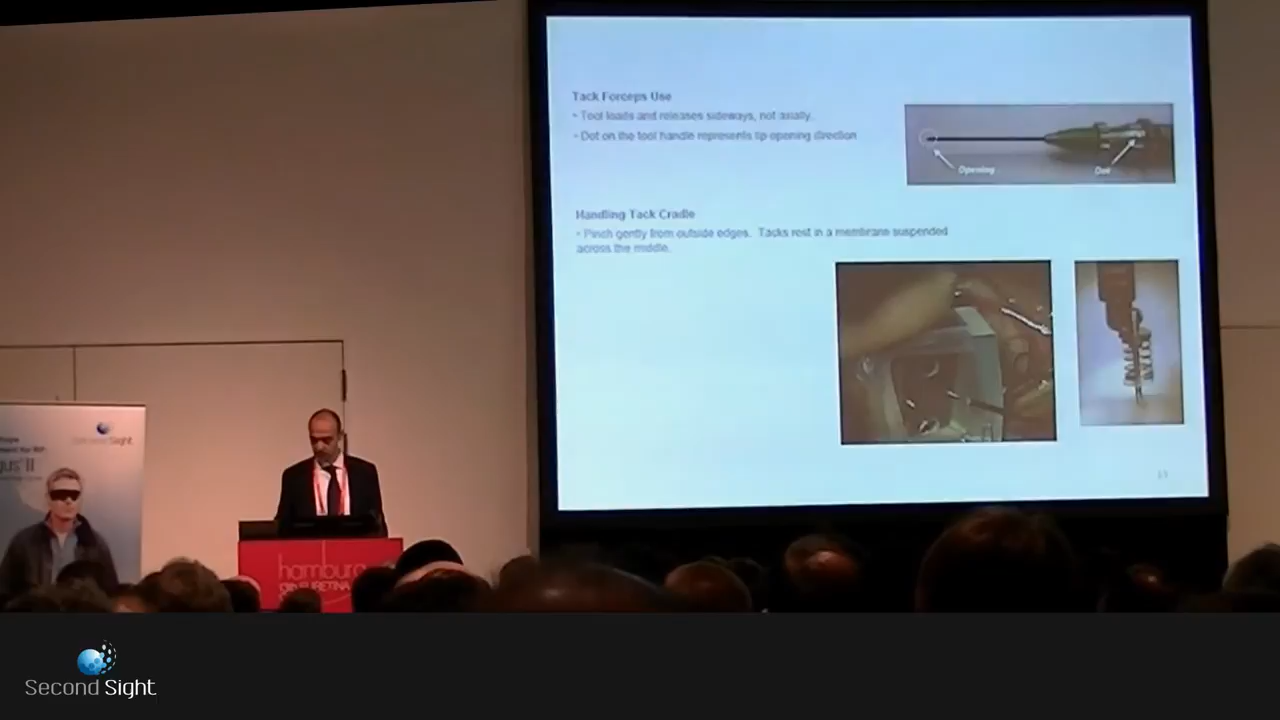 Tack Forceps Use
• Tool loads and releases sideways, not axially.
• Dot on the tool handle represents tip opening direction
Opening
Dot
Handling Tack Cradle
• Pinch gently from outside edges. Tacks rest in a membrane suspended
across the middle.
13
Second Sight
hamburg
EURETINA
Second Sight